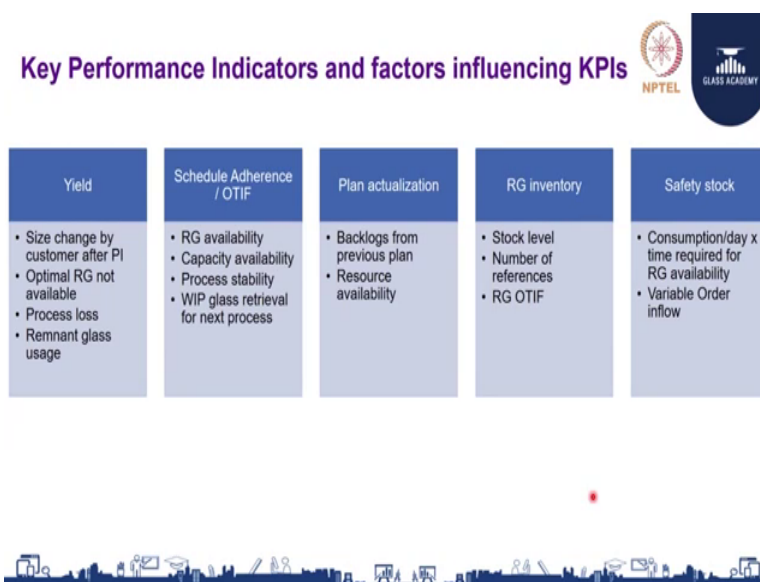 Key Performance Indicators and factors influencing KPIs
NPTEL
GLASS ACADEMY
Yield
• Size change by
customer after PI
• Optimal RG not
available
• Process loss
• Remnant glass
usage
Schedule Adherence
/ OTIF
• RG availability
• Capacity availability
• Process stability
• WIP glass retrieval
for next process
Plan actualization
• Backlogs from
previous plan
• Resource
availability
RG inventory
• Stock level
• Number of
references
• RG OTIF
Safety stock
• Consumption/day x
time required for
RG availability
• Variable Order
inflow